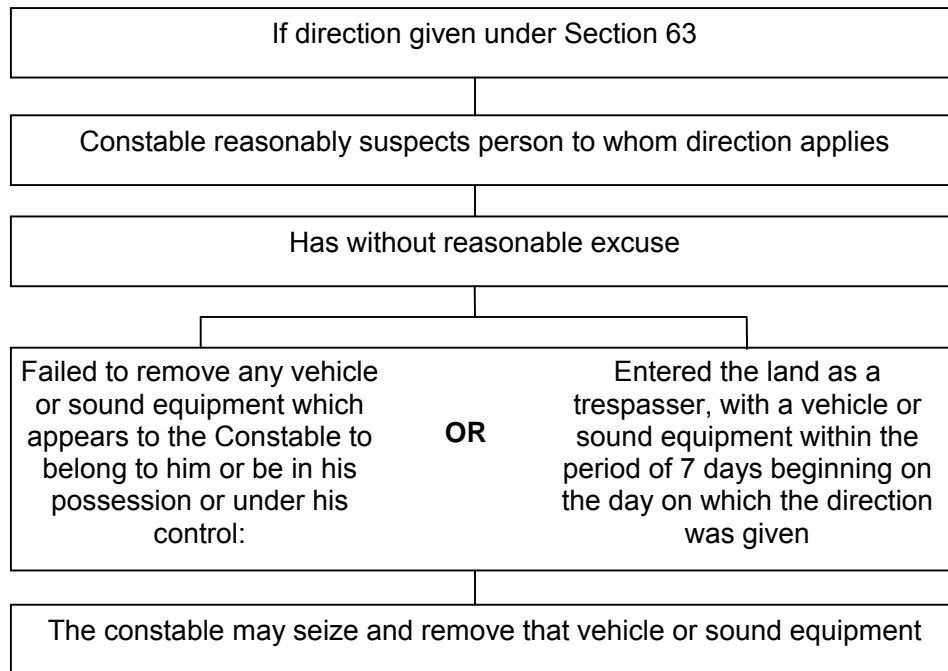 If direction given under Section 63
Constable reasonably suspects person to whom direction applies
Has without reasonable excuse
Failed to remove any vehicle
or sound equipment which
appears to the Constable to
belong to him or be in his
possession or under his
control:
OR
Entered the land as a
trespasser, with a vehicle or
sound equipment within the
period of 7 days beginning on
the day on which the direction
was given
The constable may seize and remove that vehicle or sound equipment